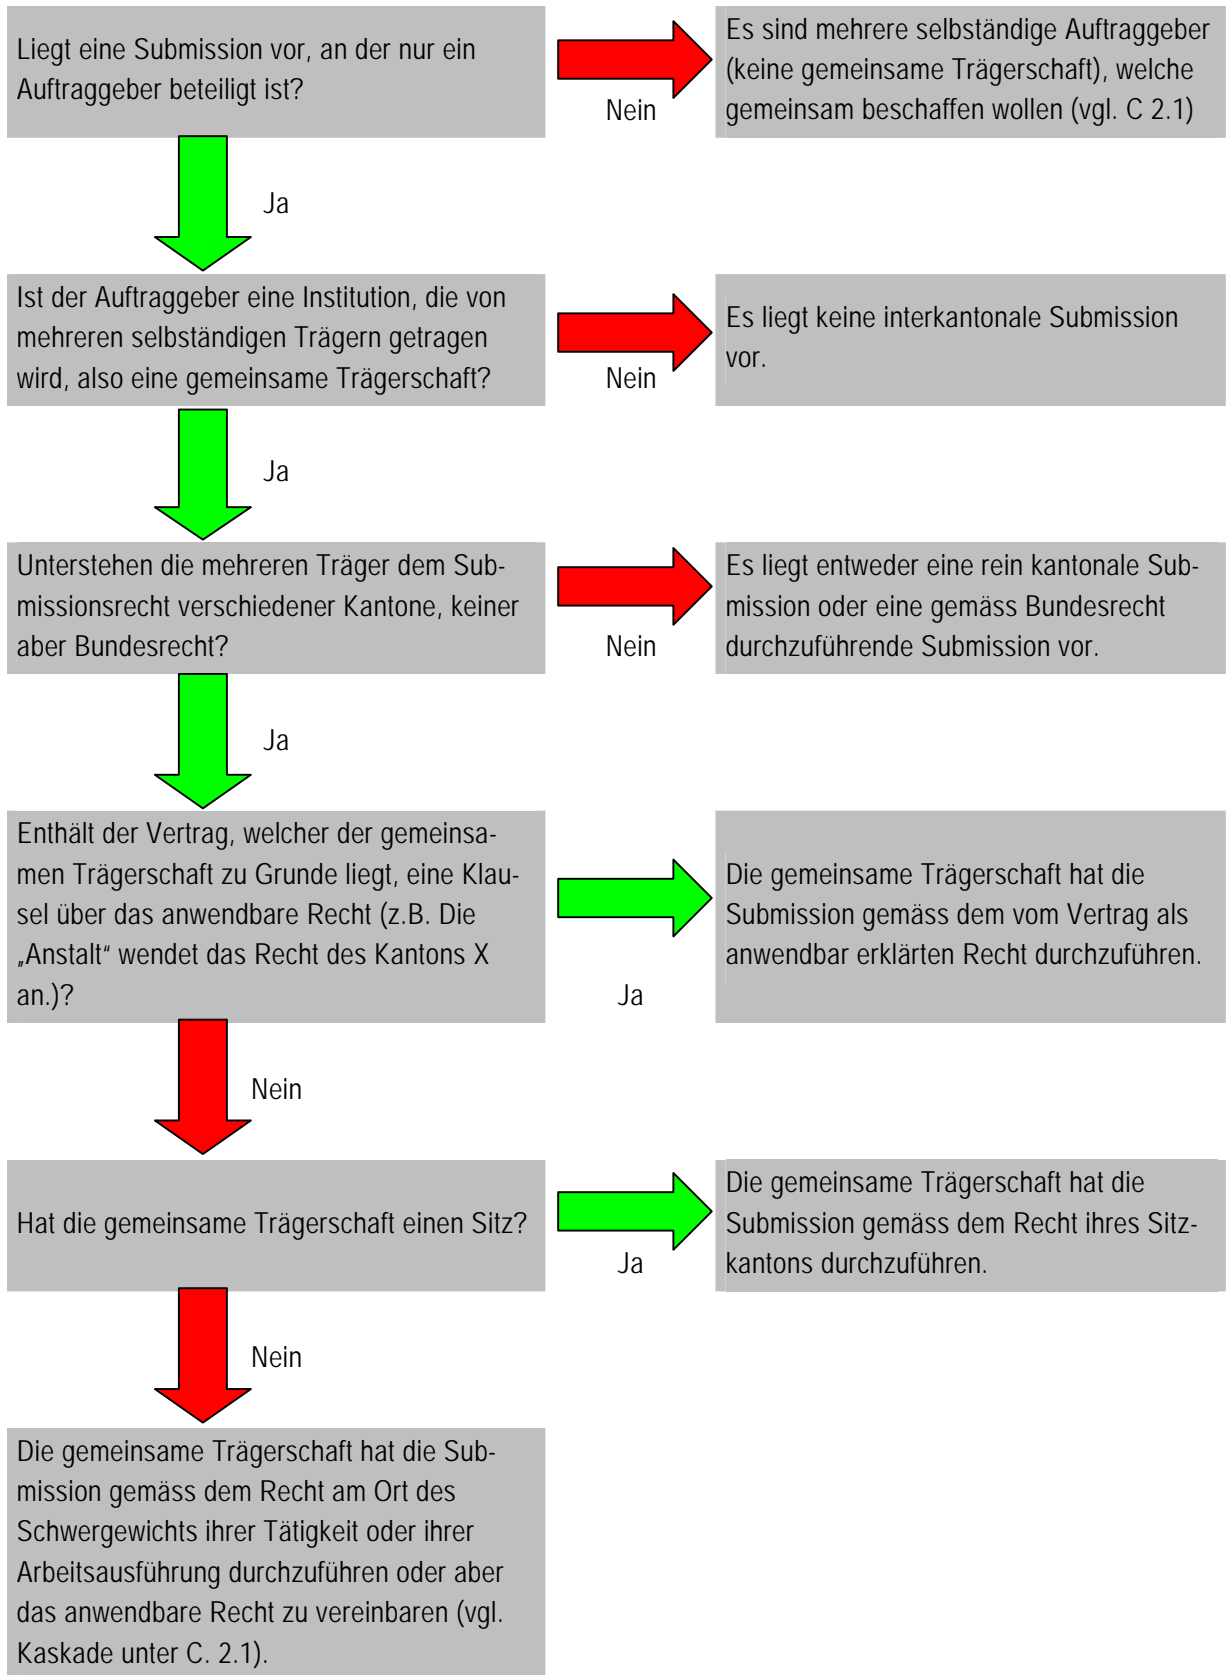 Liegt eine Submission vor, an der nur ein
Auftraggeber beteiligt ist?
Nein
Es sind mehrere selbständige Auftraggeber
(keine gemeinsame Trägerschaft), welche
gemeinsam beschaffen wollen (vgl. C 2.1)
Ja
Ist der Auftraggeber eine Institution, die von
mehreren selbständigen Trägern getragen
wird, also eine gemeinsame Trägerschaft?
Nein
Es liegt keine interkantonale Submission
vor.
Ja
Unterstehen die mehreren Träger dem Sub-
missionsrecht verschiedener Kantone, keiner
aber Bundesrecht?
Nein
Es liegt entweder eine rein kantonale Sub-
mission oder eine gemäss Bundesrecht
durchzuführende Submission vor.
Ja
Enthält der Vertrag, welcher der gemeinsa-
men Trägerschaft zu Grunde liegt, eine Klau-
sel über das anwendbare Recht (z.B. Die
„Anstalt“ wendet das Recht des Kantons X
an.)?
Ja
Die gemeinsame Trägerschaft hat die
Submission gemäss dem vom Vertrag als
anwendbar erklärten Recht durchzuführen.
Nein
Hat die gemeinsame Trägerschaft einen Sitz?
Ja
Die gemeinsame Trägerschaft hat die
Submission gemäss dem Recht ihres Sitz-
kantons durchzuführen.
Nein
Die gemeinsame Trägerschaft hat die Sub-
mission gemäss dem Recht am Ort des
Schwergewichts ihrer Tätigkeit oder ihrer
Arbeitsausführung durchzuführen oder aber
das anwendbare Recht zu vereinbaren (vgl.
Kaskade unter C. 2.1).